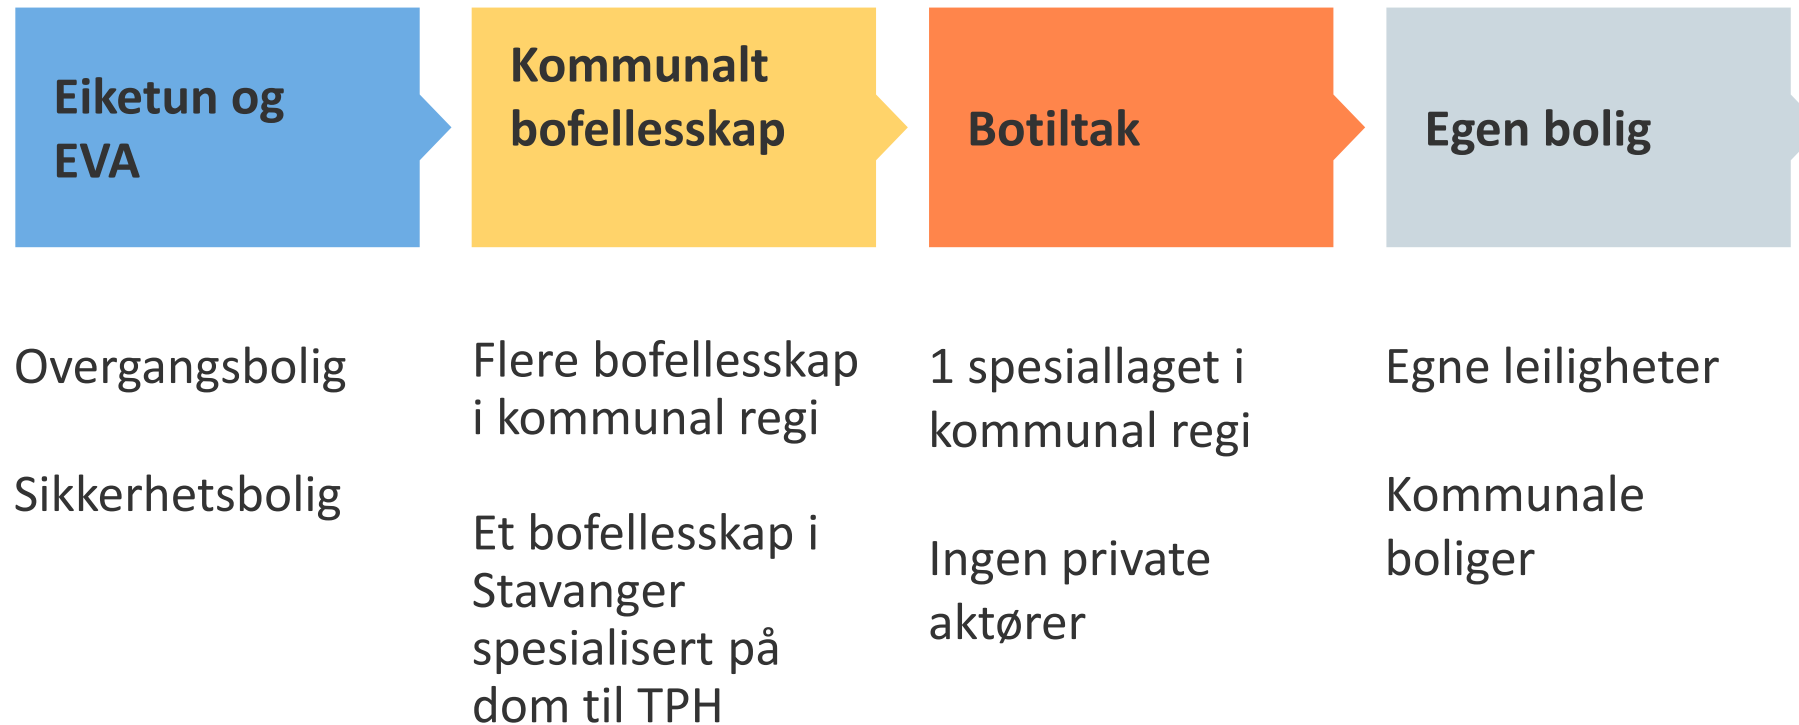 Eiketun og
EVA
Kommunalt
bofellesskap
Botiltak
Egen bolig
Overgangsbolig
Sikkerhetsbolig
Flere bofellesskap
i kommunal regi
Et bofellesskap i
Stavanger
spesialisert på
dom til TPH
1 spesiallaget i
kommunal regi
Ingen private
aktører
Egne leiligheter
Kommunale
boliger